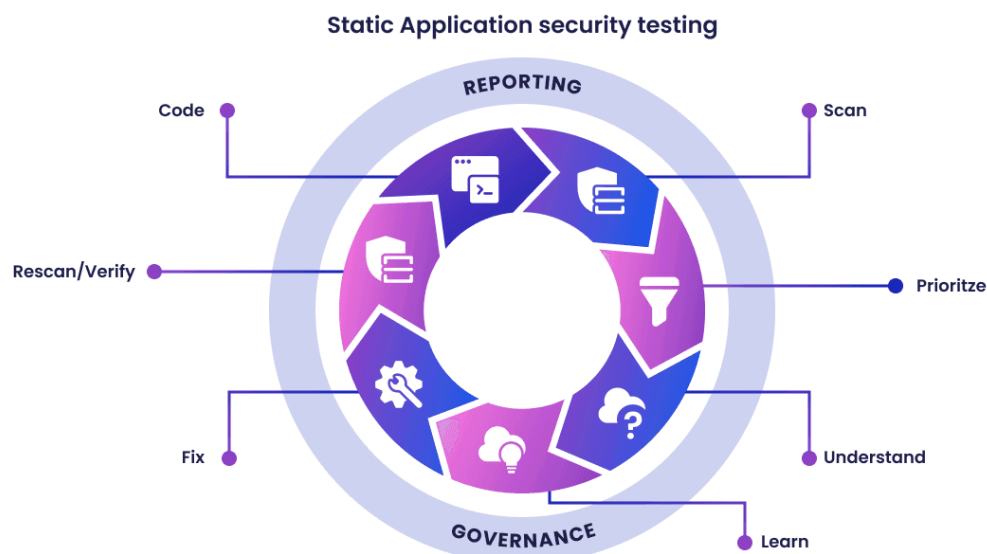 Static Application security testing
REPORTING
Code
Scan
Rescan/Verify
Prioritze
Fix
Understand
GOVERNANCE
Learn